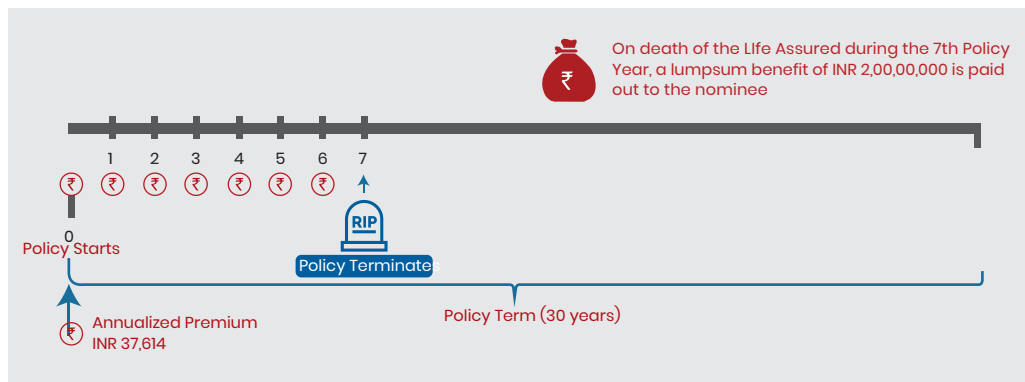 On death of the LIfe Assured during the 7th Policy
Year, a lumpsum benefit of INR 2,00,00,000 is paid
out to the nominee
₹
1 2 3 4 5 6 7
₹ ₹ ₹ ₹ ₹ ₹ ₹
RIP
0
Policy Starts
Policy Terminates
Policy Term (30 years)
₹
Annualized Premium
INR 37,614